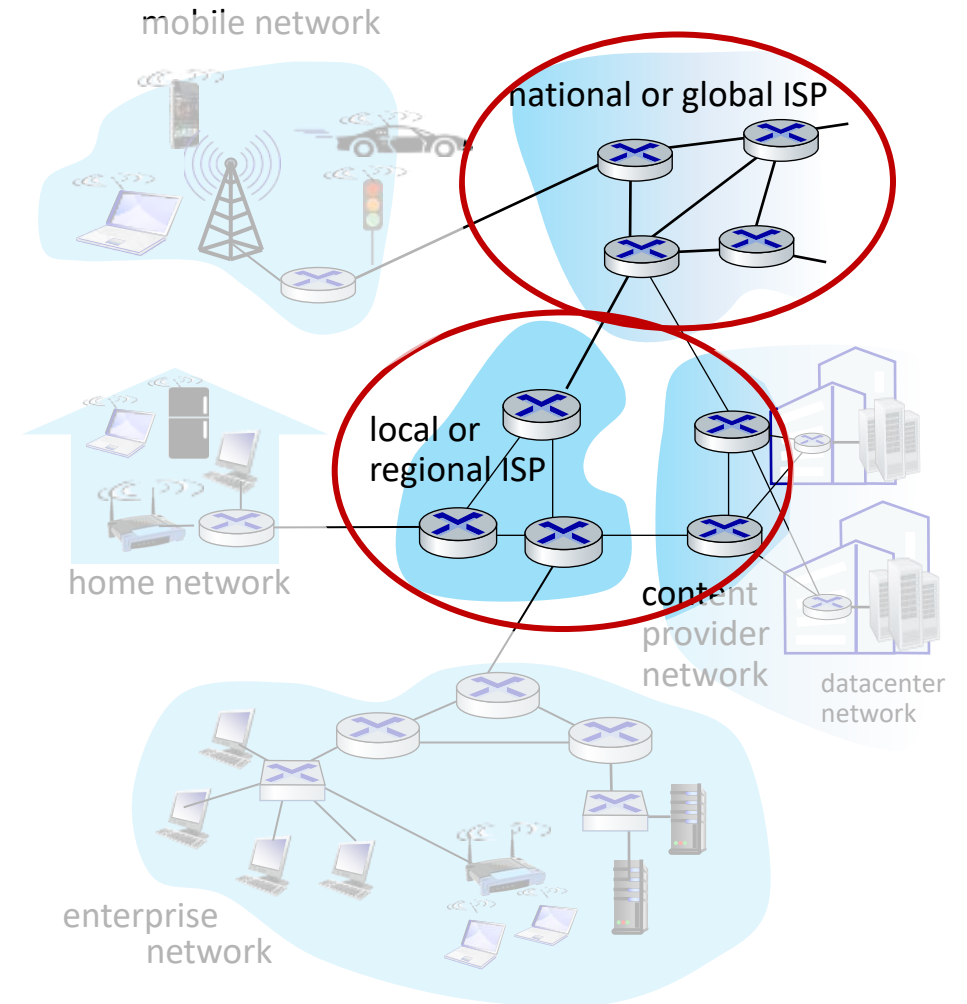 mobile network
national or global ISP
local or
regional ISP
home network
content
provider
network
datacenter
network
enterprise
network